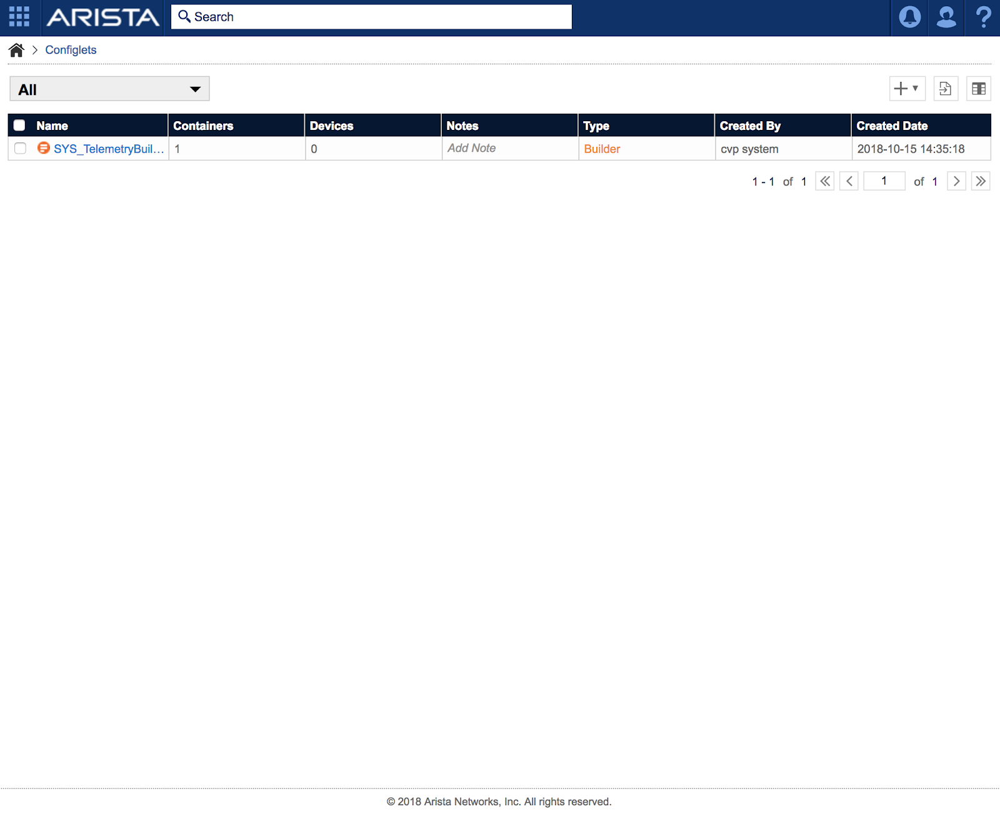 ARISTA
Search
Configlets
All
Name Containers Devices Notes Type Created By Created Date
SYS_TelemetryBuil... 1 0 Add Note Builder cvp system 2018-10-15 14:35:18
1 - 1 of 1 1 of 1
© 2018 Arista Networks, Inc. All rights reserved.